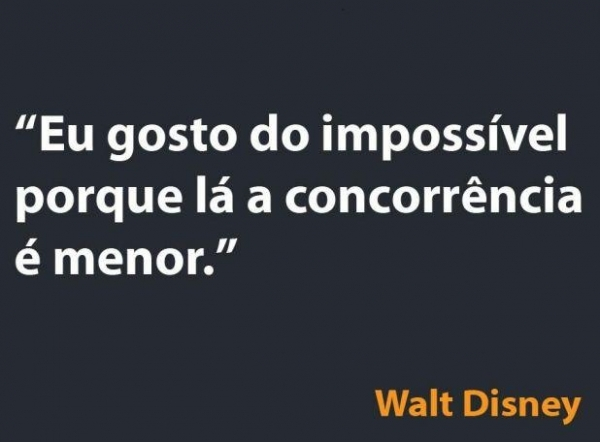 “Eu gosto do impossível
porque lá a concorrência
é menor.”
Walt Disney